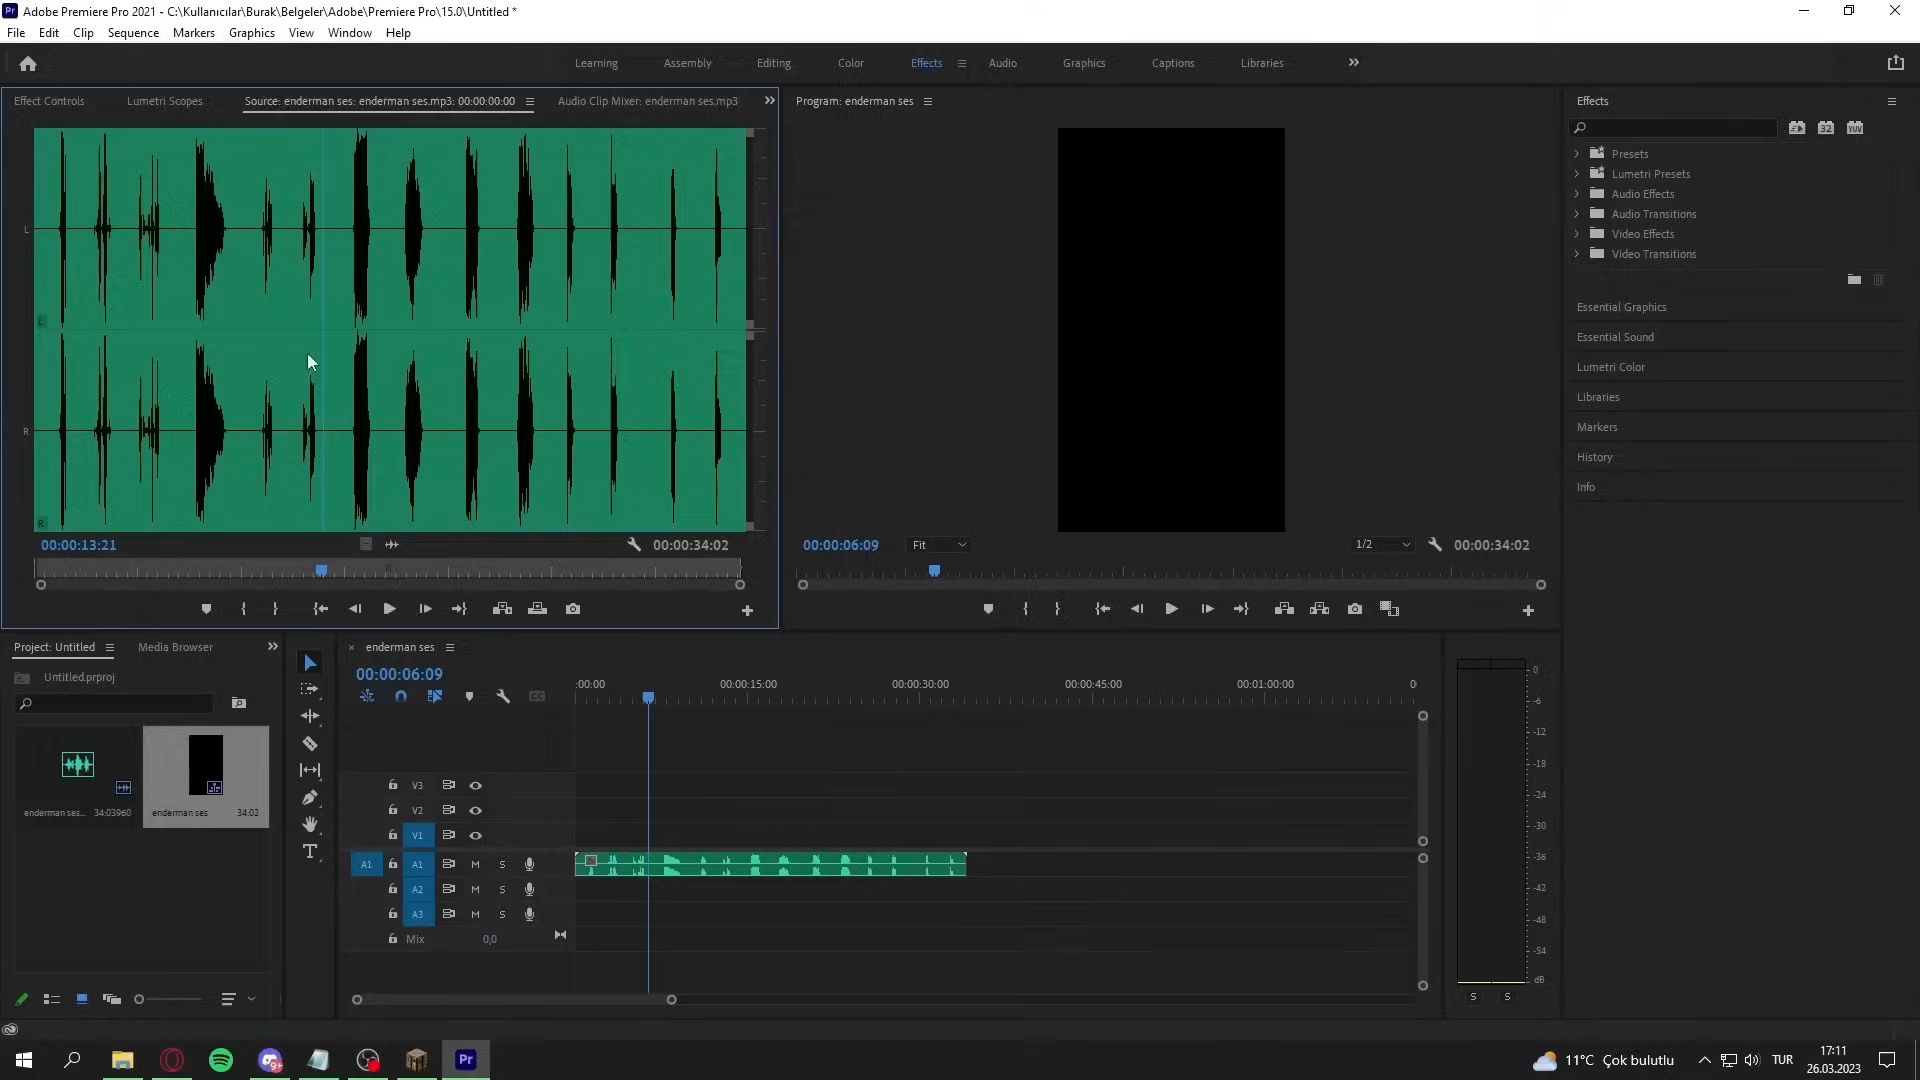 Adobe Premiere Pro 2021 - C:\Kullanıcılar\Burak\Belgeler\Adobe\Premiere Pro\15.0\Untitled *
File Edit Clip Sequence Markers Graphics View Window Help
Learning Assembly Editing Color Effects Audio Graphics Captions Libraries
Effect Controls Lumetri Scopes Source: enderman ses: enderman ses.mp3: 00:00:00:00 Audio Clip Mixer: enderman ses.mp3
L
L
R
R
00:00:13:21 00:00:34:02
Program: enderman ses
00:00:06:09 Fit 1/2 00:00:34:02
Effects
32 YUV
Presets
Lumetri Presets
Audio Effects
Audio Transitions
Video Effects
Video Transitions
Essential Graphics
Essential Sound
Lumetri Color
Libraries
Markers
History
Info
Project: Untitled Media Browser
Untitled.prproj
enderman ses... 34:03960
enderman ses 34:02
T
× enderman ses
00:00:06:09
CC
:00:00 00:00:15:00 00:00:30:00 00:00:45:00 00:01:00:00 0
V3
V2
V1
A1 A1 M S
fx
A2 M S
A3 M S
Mix 0,0
0
-6
-12
-18
-24
-30
-36
-42
-48
-54
dB
S S
9+
Pr
11°C Çok bulutlu TUR 17:11
26.03.2023